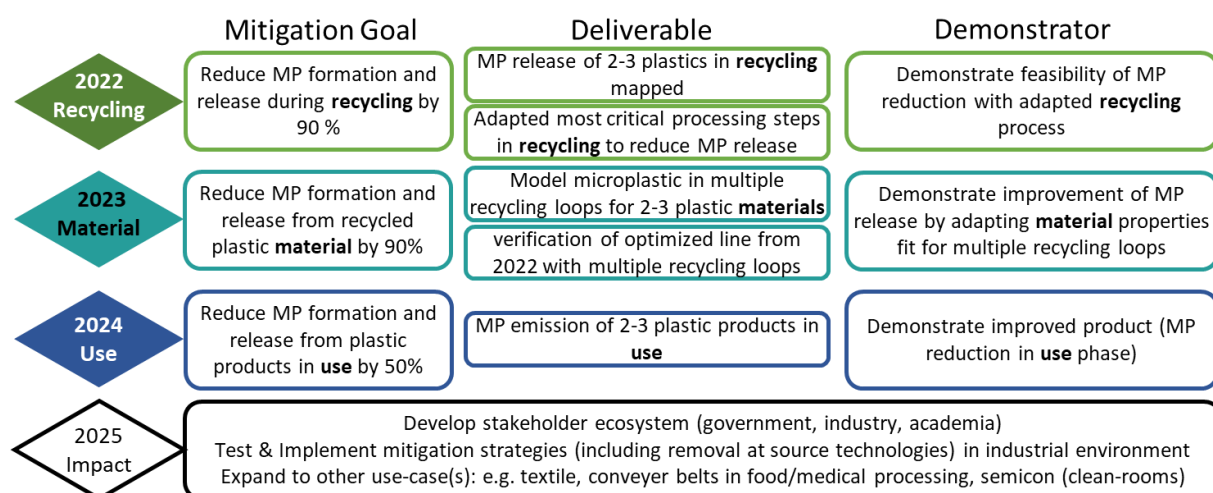 Mitigation Goal
Deliverable
Demonstrator
2022
Recycling
Reduce MP formation and
release during recycling by
90 %
MP release of 2-3 plastics in recycling
mapped
Adapted most critical processing steps
in recycling to reduce MP release
Demonstrate feasibility of MP
reduction with adapted recycling
process
2023
Material
Reduce MP formation and
release from recycled
plastic material by 90%
Model microplastic in multiple
recycling loops for 2-3 plastic materials
verification of optimized line from
2022 with multiple recycling loops
Demonstrate improvement of MP
release by adapting material properties
fit for multiple recycling loops
2024
Use
Reduce MP formation and
release from plastic
products in use by 50%
MP emission of 2-3 plastic products in
use
Demonstrate improved product (MP
reduction in use phase)
2025
Impact
Develop stakeholder ecosystem (government, industry, academia)
Test & Implement mitigation strategies (including removal at source technologies) in industrial environment
Expand to other use-case(s): e.g. textile, conveyer belts in food/medical processing, semicon (clean-rooms)